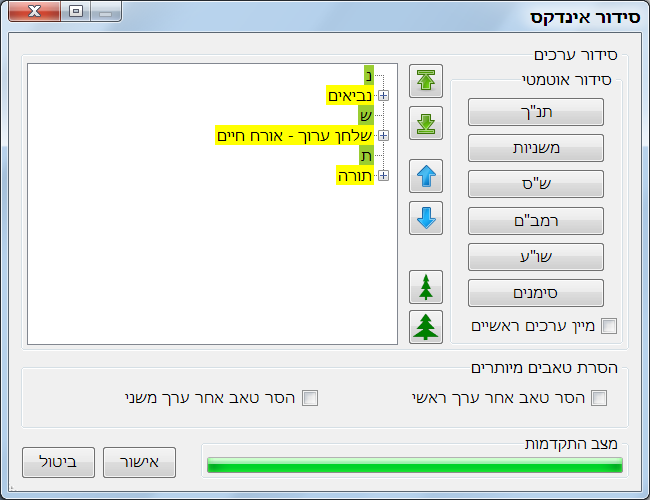 סידור אינדקס
סידור ערכים
סידור אוטמטי
תנ"ך
משניות
ש"ס
רמב"ם
שו"ע
סימנים
מיין ערכים ראשיים
נ
נביאים
ש
שלחן ערוך - אורח חיים
ת
תורה
הסרת טאבים מיותרים
הסר טאב אחר ערך ראשי
הסר טאב אחר ערך משני
מצב התקדמות
אישור
ביטול